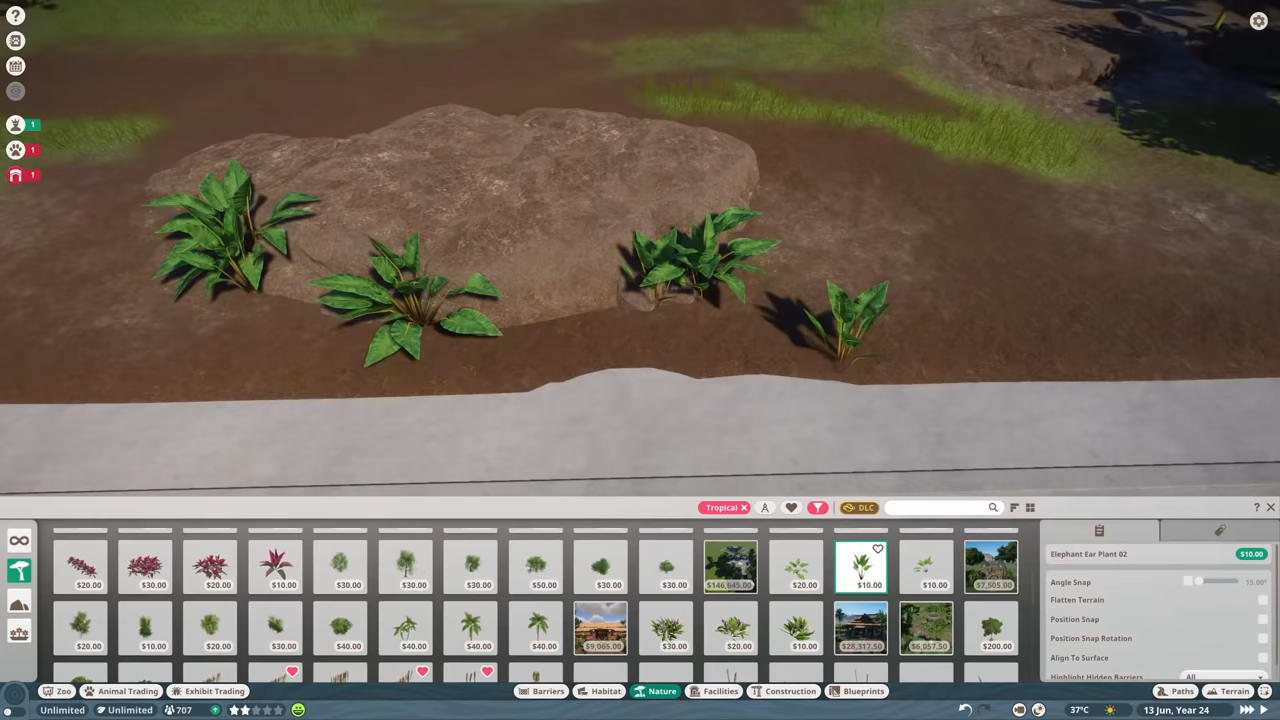 ?
1
1
1
Tropical ×
DLC
? ×
$20.00 $30.00 $20.00 $10.00 $30.00 $30.00 $30.00 $50.00 $30.00 $30.00 $146,645.00 $20.00 $10.00 $10.00 $7,505.00
$20.00 $10.00 $20.00 $30.00 $40.00 $40.00 $40.00 $40.00 $9,065.00 $30.00 $20.00 $10.00 $28,317.50 $6,057.50 $200.00
Elephant Ear Plant 02 $10.00
Angle Snap 15.00°
Flatten Terrain
Position Snap
Position Snap Rotation
Align To Surface
Highlight Hidden Barriers All
Zoo Animal Trading Exhibit Trading Barriers Habitat Nature Facilities Construction Blueprints Paths Terrain
Unlimited Unlimited 707 37°C 13 Jun, Year 24